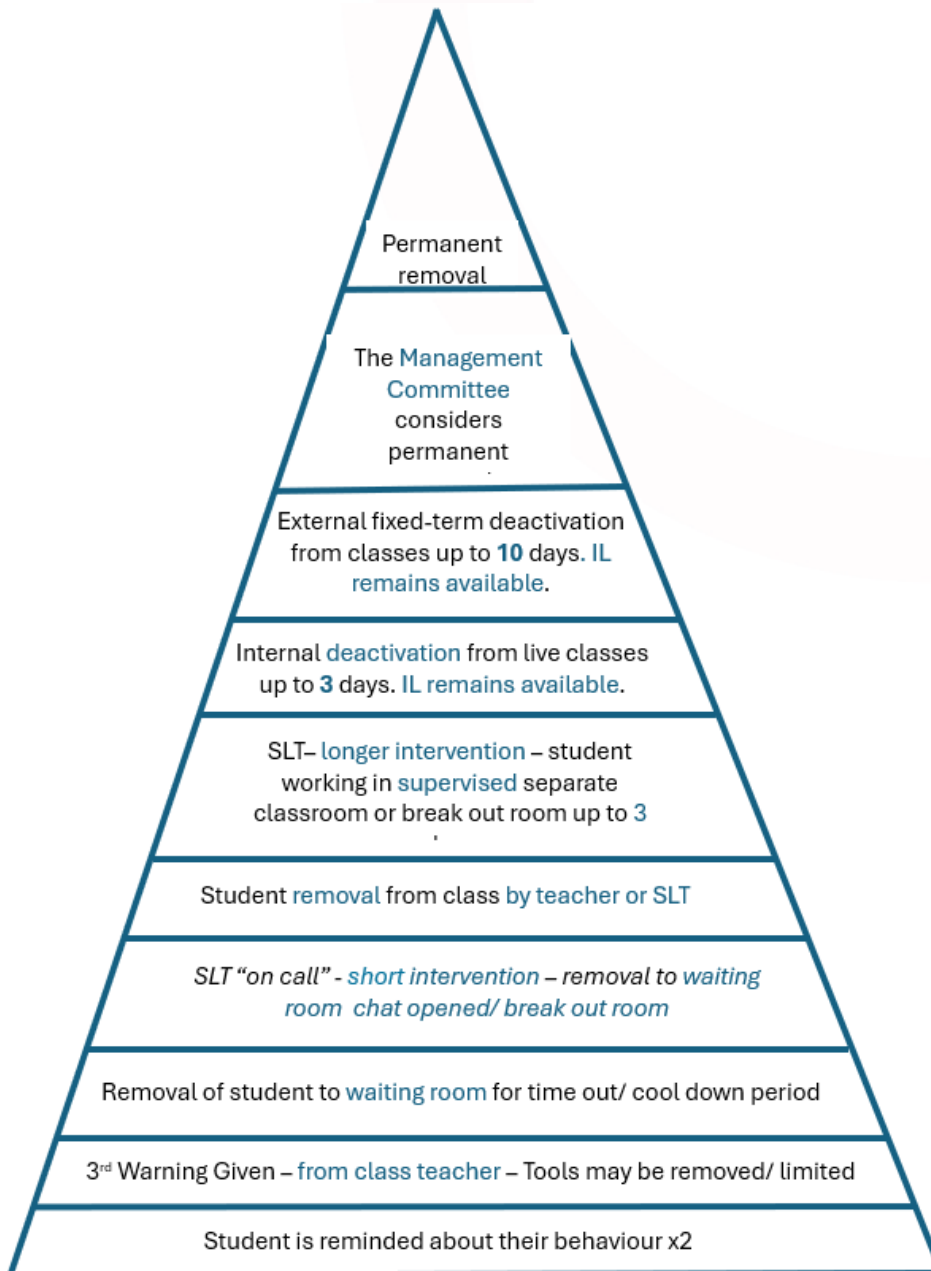 Permanent
removal
The Management
Committee
considers
permanent
External fixed-term deactivation
from classes up to 10 days. IL
remains available.
Internal deactivation from live classes
up to 3 days. IL remains available.
SLT– longer intervention – student
working in supervised separate
classroom or break out room up to 3
Student removal from class by teacher or SLT
SLT “on call” - short intervention – removal to waiting
room chat opened/ break out room
Removal of student to waiting room for time out/ cool down period
3rd Warning Given – from class teacher – Tools may be removed/ limited
Student is reminded about their behaviour x2